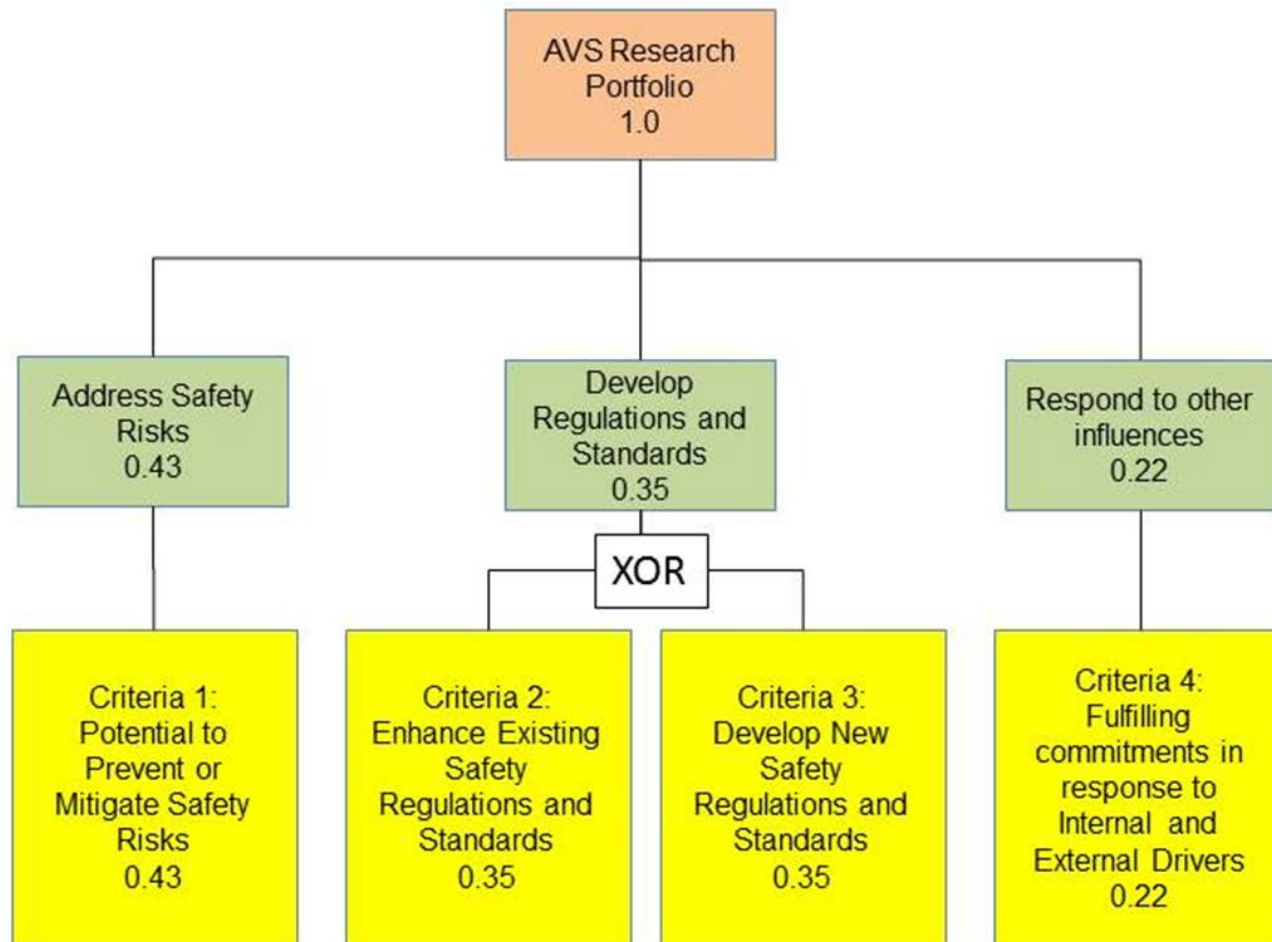 AVS Research
Portfolio
1.0
Address Safety
Risks
0.43
Develop
Regulations and
Standards
0.35
Respond to other
influences
0.22
XOR
Criteria 1:
Potential to
Prevent or
Mitigate Safety
Risks
0.43
Criteria 2:
Enhance Existing
Safety
Regulations and
Standards
0.35
Criteria 3:
Develop New
Safety
Regulations and
Standards
0.35
Criteria 4:
Fulfilling
commitments in
response to
Internal and
External Drivers
0.22